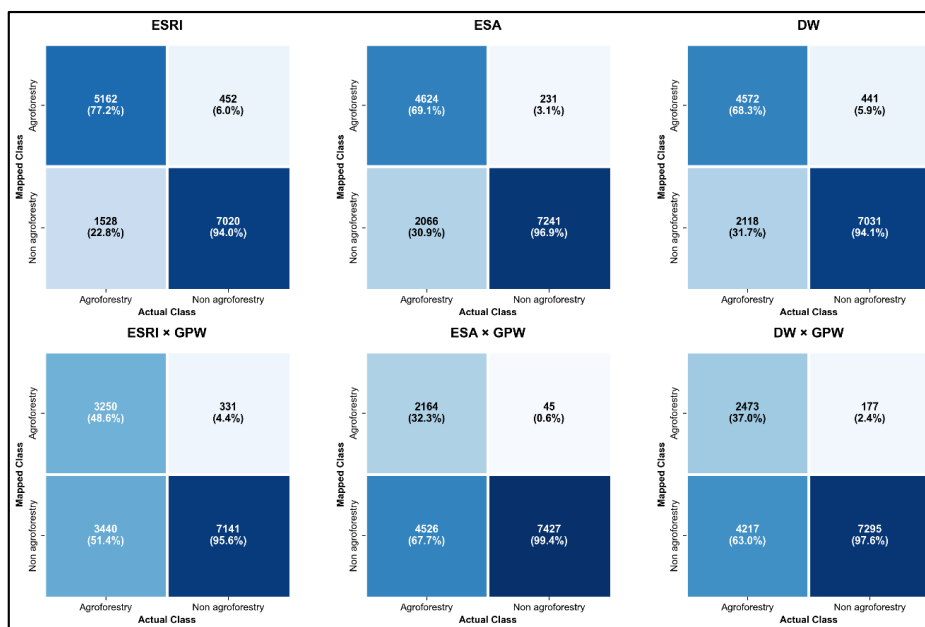 ESRI
ESA
DW
Mapped Class
Agroforestry
Non agroforestry
5162
(77.2%)
452
(6.0%)
1528
(22.8%)
7020
(94.0%)
Agroforestry
Non agroforestry
Actual Class
Mapped Class
Agroforestry
Non agroforestry
4624
(69.1%)
231
(3.1%)
2066
(30.9%)
7241
(96.9%)
Agroforestry
Non agroforestry
Actual Class
Mapped Class
Agroforestry
Non agroforestry
4572
(68.3%)
441
(5.9%)
2118
(31.7%)
7031
(94.1%)
Agroforestry
Non agroforestry
Actual Class
ESRI × GPW
ESA × GPW
DW × GPW
Mapped Class
Agroforestry
Non agroforestry
3250
(48.6%)
331
(4.4%)
3440
(51.4%)
7141
(95.6%)
Agroforestry
Non agroforestry
Actual Class
Mapped Class
Agroforestry
Non agroforestry
2164
(32.3%)
45
(0.6%)
4526
(67.7%)
7427
(99.4%)
Agroforestry
Non agroforestry
Actual Class
Mapped Class
Agroforestry
Non agroforestry
2473
(37.0%)
177
(2.4%)
4217
(63.0%)
7295
(97.6%)
Agroforestry
Non agroforestry
Actual Class